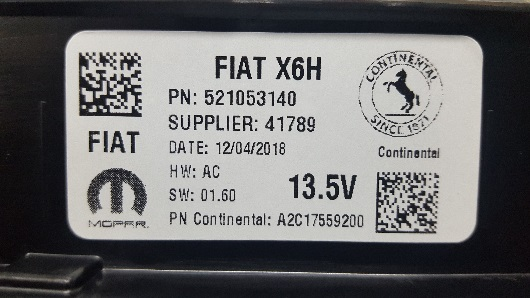 FIAT X6H
PN: 521053140
SUPPLIER: 41789
DATE: 12/04/2018
HW: AC
SW: 01.60
13.5V
PN Continental: A2C17559200
FIAT
MOPAR.
CONTINENTAL
SINCE 1871
Continental